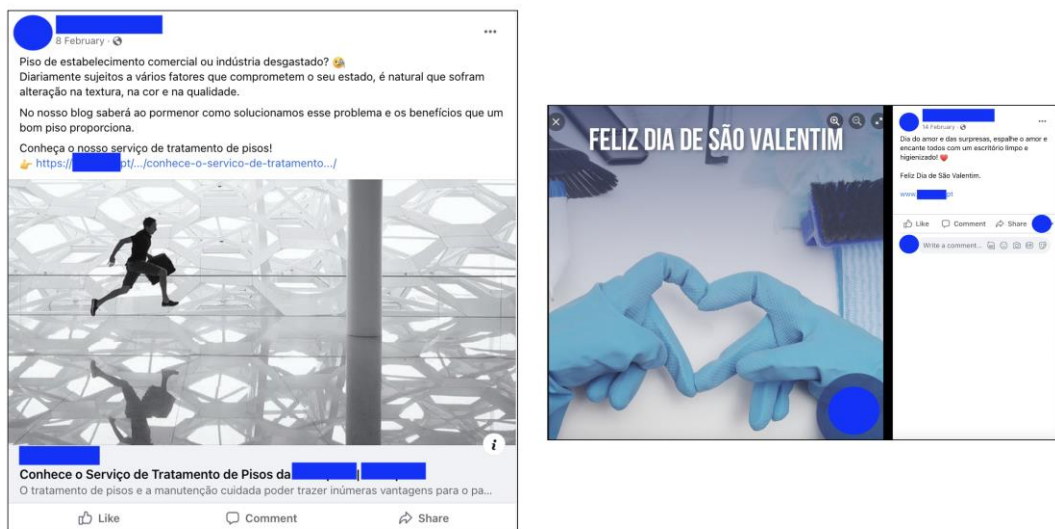 8 February
Piso de estabelecimento comercial ou indústria desgastado?
Diariamente sujeitos a vários fatores que comprometem o seu estado, é natural que sofram
alteração na textura, na cor e na qualidade.
No nosso blog saberá ao pormenor como solucionamos esse problema e os benefícios que um
bom piso proporciona.
Conheça o nosso serviço de tratamento de pisos!
👉 https://pt/.../conhece-o-servico-de-tratamento.../
i
Conhece o Serviço de Tratamento de Pisos da |
O tratamento de pisos e a manutenção cuidada poder trazer inúmeras vantagens para o pa...
Like Comment Share
FELIZ DIA DE SÃO VALENTIM
14 February
Dia do amor e das surpresas, espalhe o amor e
encante todos com um escritório limpo e
higienizado! ❤️
Feliz Dia de São Valentim.
www.pt
Like Comment Share
Write a comment...